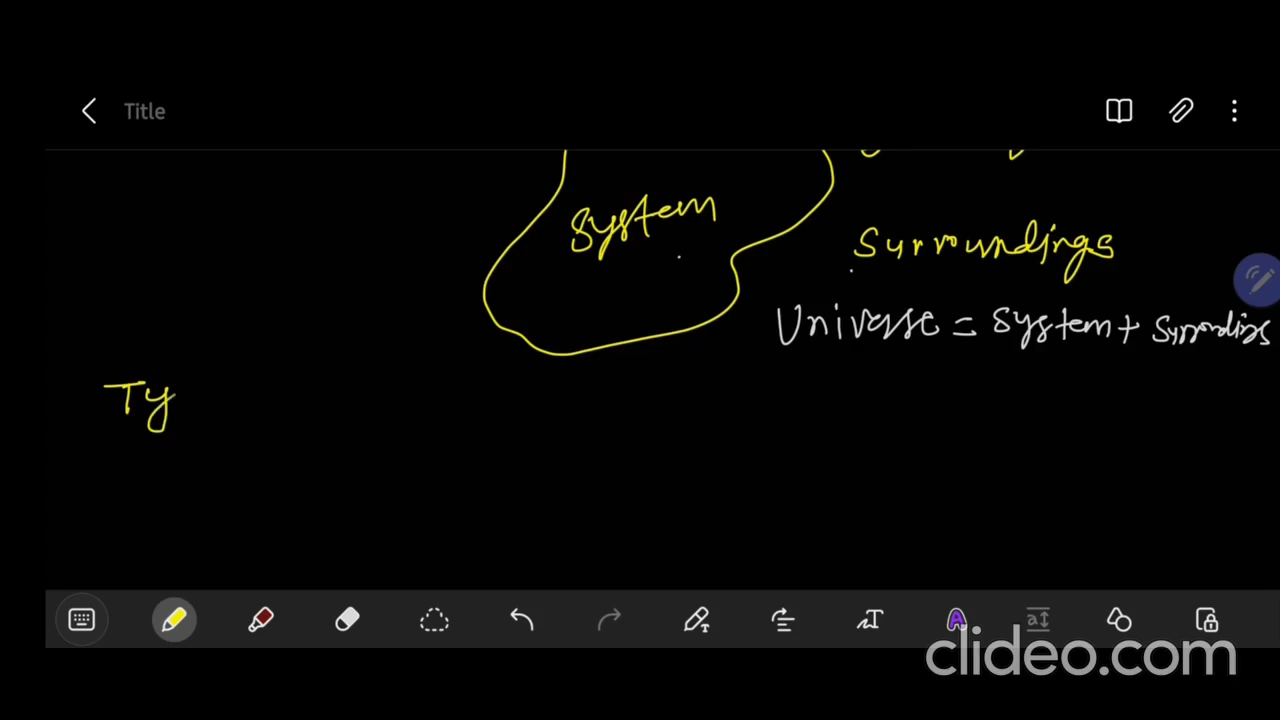 Title
System
Surroundings
Universe = System + Surroundings
Ty
clideo.com